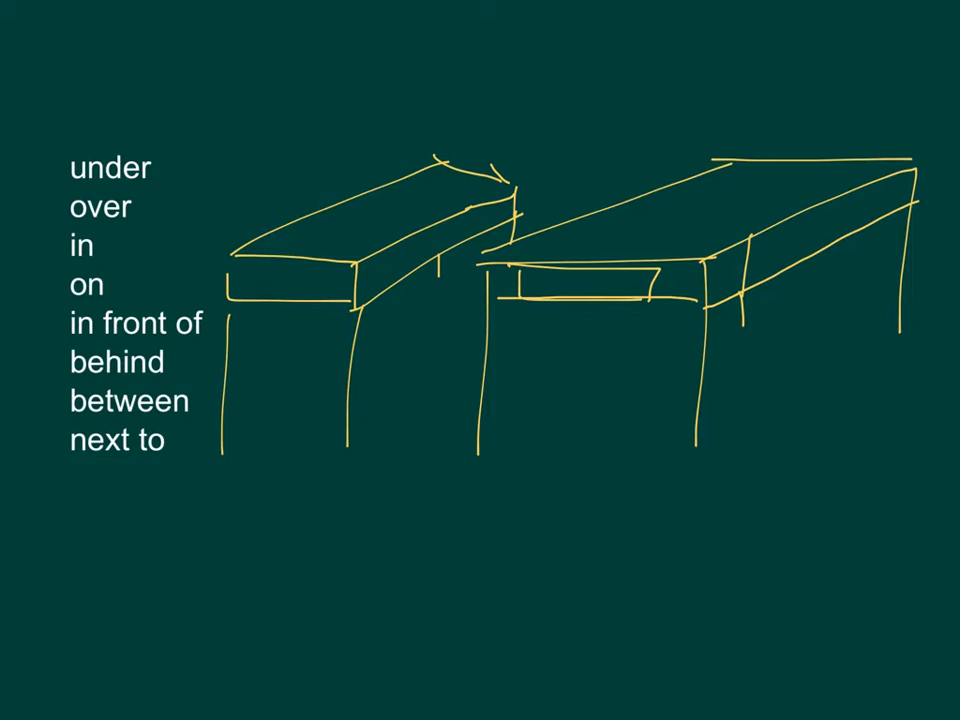 under
over
in
on
in front of
behind
between
next to